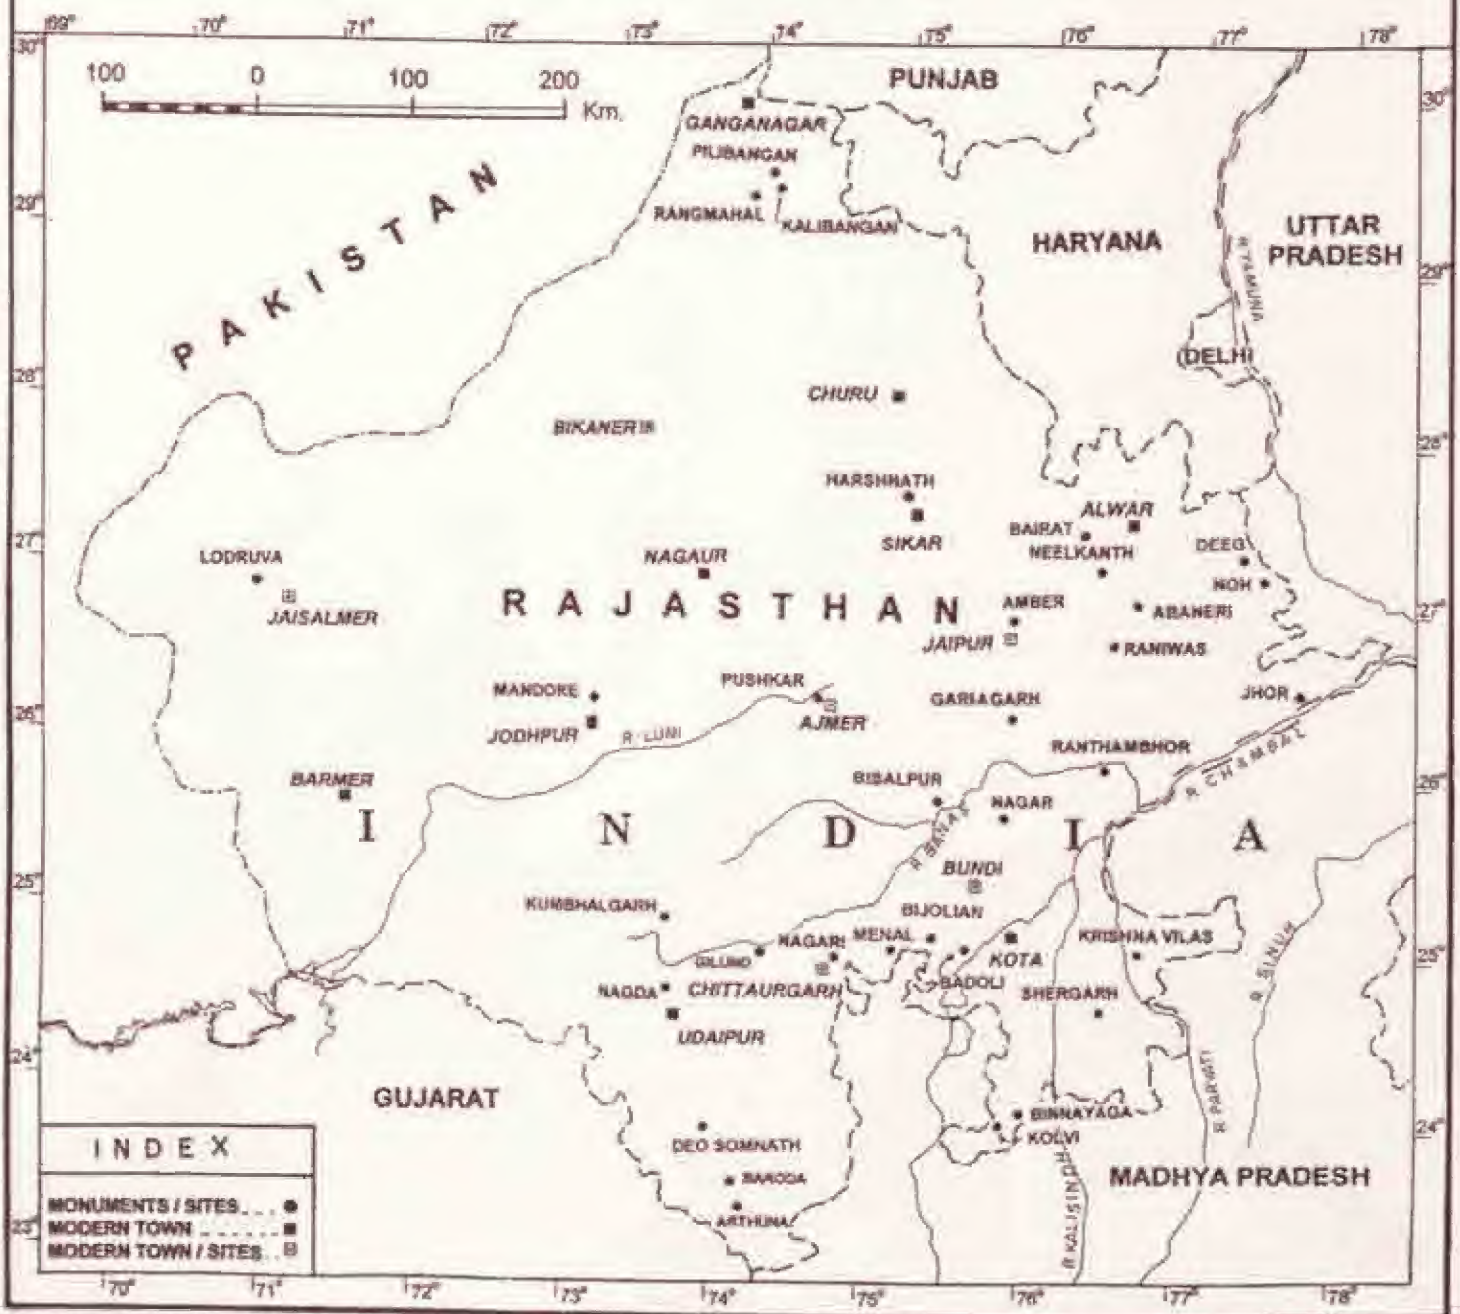 69° 70° 71° 72° 73° 74° 75° 76° 77° 78°
30°
100 0 100 200
Km.
PUNJAB
30°
GANGANAGAR
PILIBANGAN
29°
RANGMAHAL
KALIBANGAN
PAKISTAN
HARYANA
UTTAR
PRADESH
29°
R YAMUNA
(DELHI
28°
CHURU
BIKANER
28°
HARSHNATH
SIKAR
ALWAR
BAIRAT
NEELKANTH
DEEG
NOH
27°
LODRUVA
JAISALMER
NAGAUR
RAJASTHAN
AMBER
ABANERI
27°
JAIPUR
RANIWAS
MANDORE
PUSHKAR
GARIAGARH
JHOR
26°
JODHPUR
R LUNI
AJMER
RANTHAMBHOR
R CHAMBAL
26°
BARMER
BISALPUR
NAGAR
INDIA
R BANAS
BUNDI
25°
KUMBHALGARH
BIJOLIAN
NAGARI
MENAL
KRISHNA VILAS
25°
GILUND
KOTA
R SINDH
NAGDA
CHITTAURGARH
BADOLI
SHERGARH
UDAIPUR
24°
GUJARAT
R PARWATI
BINNAYAGA
KOLVI
24°
DEO SOMNATH
BARODA
ARTHUNA
MADHYA PRADESH
R KALISINDH
INDEX
MONUMENTS / SITES
MODERN TOWN
MODERN TOWN / SITES
23°
70° 71° 72° 73° 74° 75° 76° 77° 78°